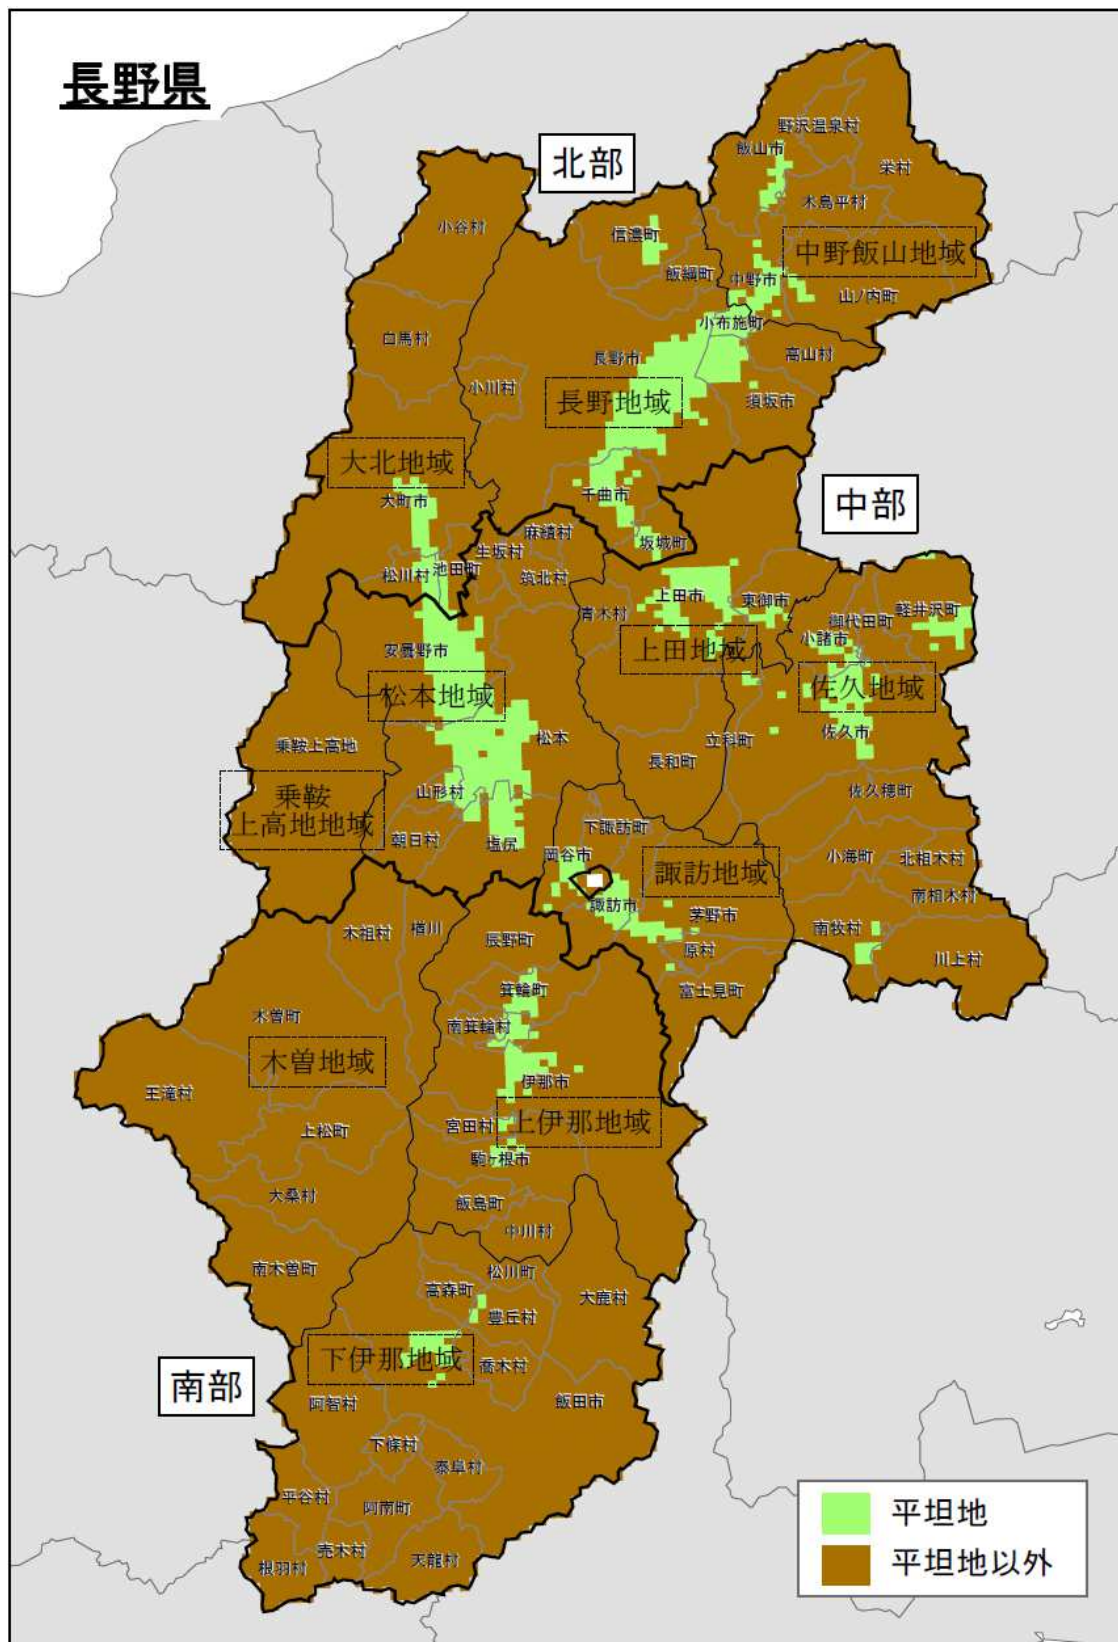 長野県
北部
野沢温泉村
飯山市
栄村
木島平村
小谷村
信濃町
中野飯山地域
飯綱町
中野市
山ノ内町
小布施町
白馬村
長野市
高山村
小川村
長野地域
須坂市
大北地域
大町市
千曲市
中部
麻績村
坂城町
生坂村
池田町
松川村
筑北村
上田市
東御市
青木村
軽井沢町
御代田町
小諸市
安曇野市
上田地域
松本地域
佐久地域
佐久市
立科町
松本
乗鞍上高地
長和町
山形村
佐久穂町
乗鞍
上高地地域
下諏訪町
朝日村
塩尻
岡谷市
小海町
北相木村
諏訪地域
南相木村
諏訪市
茅野市
木祖村
楢川
辰野町
南牧村
原村
川上村
富士見町
箕輪町
木曽町
南箕輪村
木曽地域
伊那市
王滝村
上伊那地域
宮田村
上松町
駒ヶ根市
大桑村
飯島町
中川村
南木曽町
松川町
高森町
大鹿村
豊丘村
下伊那地域
喬木村
南部
阿智村
飯田市
下條村
泰阜村
平谷村
阿南町
売木村
天龍村
根羽村
平坦地
平坦地以外